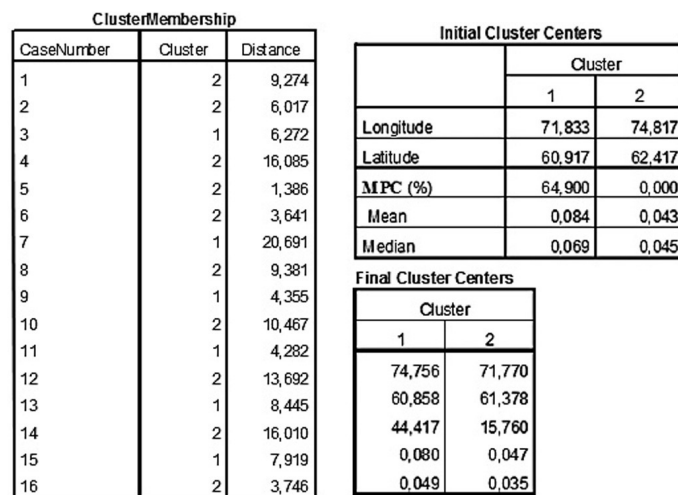 ClusterMembership
CaseNumber Cluster Distance
1 2 9,274
2 2 6,017
3 1 6,272
4 2 16,085
5 2 1,386
6 2 3,641
7 1 20,691
8 2 9,381
9 1 4,355
10 2 10,467
11 1 4,282
12 2 13,692
13 1 8,445
14 2 16,010
15 1 7,919
16 2 3,746
Initial Cluster Centers
Cluster
1 2
Longitude 71,833 74,817
Latitude 60,917 62,417
MPC (%) 64,900 0,000
Mean 0,084 0,043
Median 0,069 0,045
Final Cluster Centers
Cluster
1 2
74,756 71,770
60,858 61,378
44,417 15,760
0,080 0,047
0,049 0,035